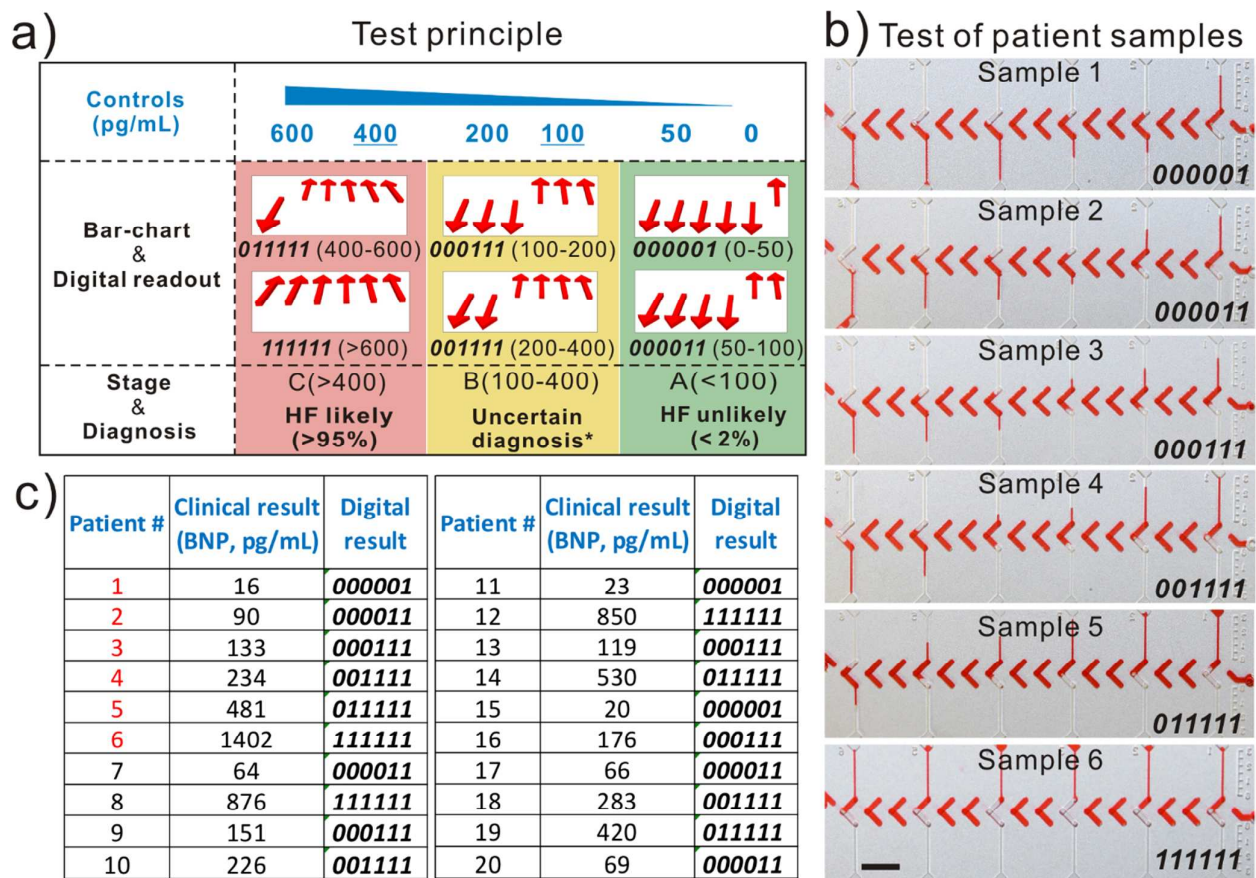 a)
Test principle
Controls
(pg/mL)
600 400 200 100 50 0
Bar-chart
&
Digital readout
011111 (400-600) 000111 (100-200) 000001 (0-50)
111111 (>600) 001111 (200-400) 000011 (50-100)
Stage
&
Diagnosis
C(>400) B(100-400) A(<100)
HF likely
(>95%)
Uncertain
diagnosis*
HF unlikely
(< 2%)
b) Test of patient samples
Sample 1
000001
Sample 2
000011
Sample 3
000111
Sample 4
001111
Sample 5
011111
Sample 6
111111
c)
Patient # Clinical result (BNP, pg/mL) Digital result
1 16 000001
2 90 000011
3 133 000111
4 234 001111
5 481 011111
6 1402 111111
7 64 000011
8 876 111111
9 151 000111
10 226 001111
Patient # Clinical result (BNP, pg/mL) Digital result
11 23 000001
12 850 111111
13 119 000111
14 530 011111
15 20 000001
16 176 000111
17 66 000011
18 283 001111
19 420 011111
20 69 000011